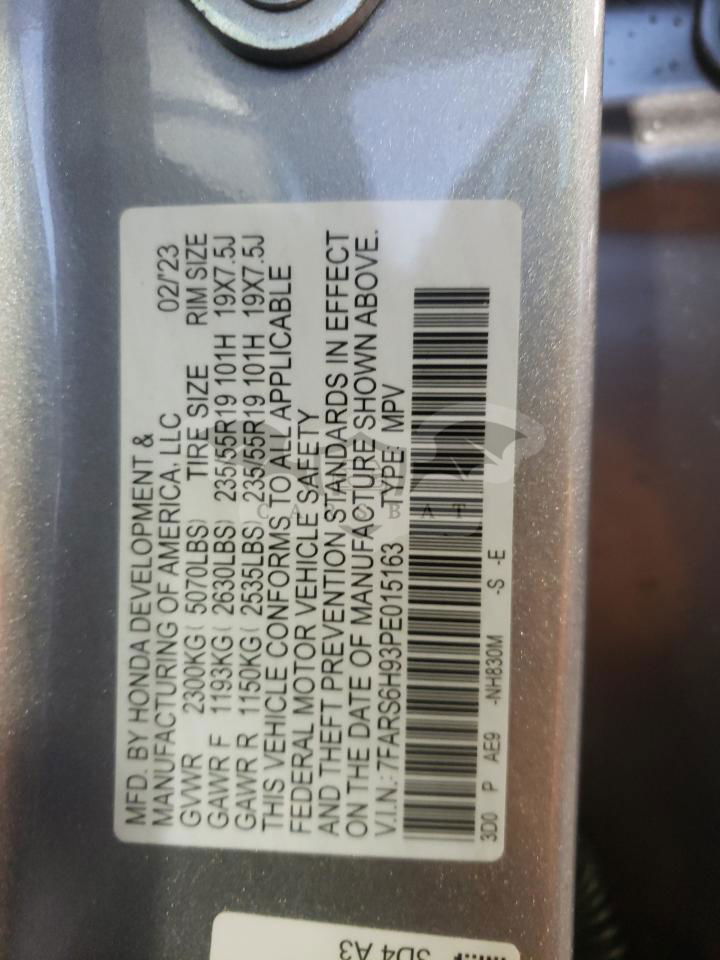 MFD. BY HONDA DEVELOPMENT &
MANUFACTURING OF AMERICA, LLC 02/'23
GVWR 2300KG ( 5070LBS) TIRE SIZE RIM SIZE
GAWR F 1193KG ( 2630LBS) 235/55R19 101H 19X7.5J
GAWR R 1150KG ( 2535LBS) 235/55R19 101H 19X7.5J
THIS VEHICLE CONFORMS TO ALL APPLICABLE
FEDERAL MOTOR VEHICLE SAFETY
AND THEFT PREVENTION STANDARDS IN EFFECT
ON THE DATE OF MANUFACTURE SHOWN ABOVE.
V.I.N.: 7FARS6H93PE015163 TYPE: MPV
3D0 P AE9 -NH830M -S -E
3D4 A3